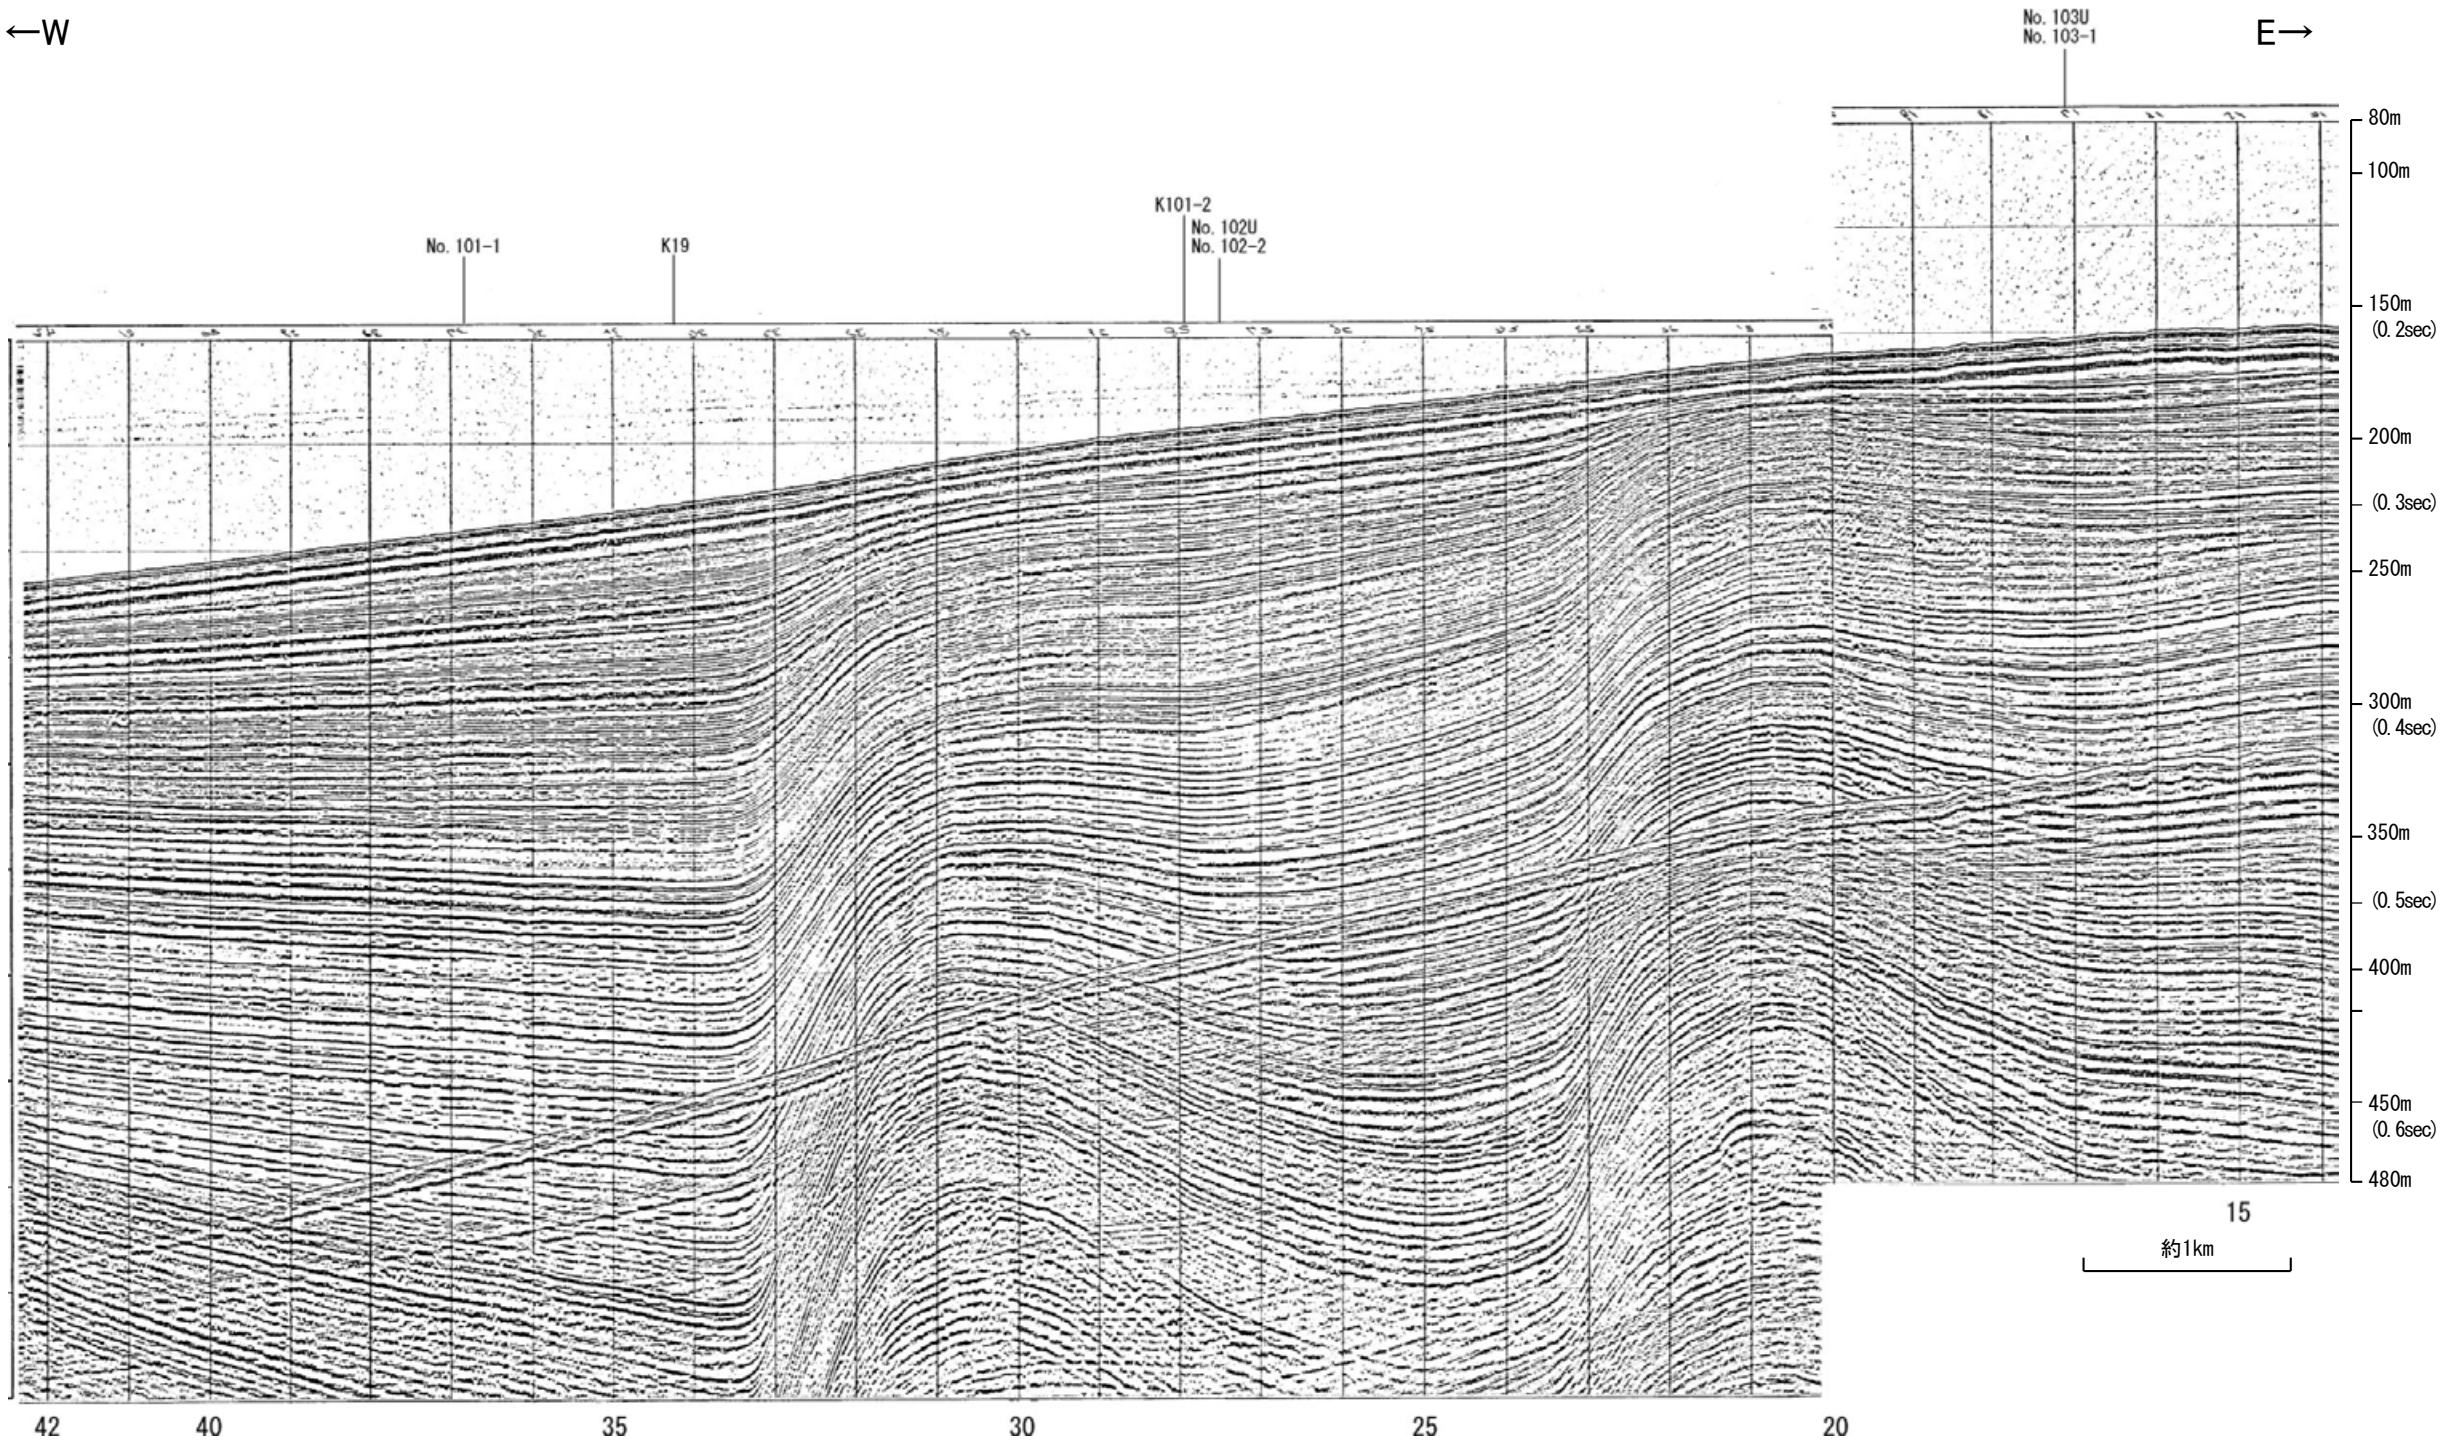 ←W
No. 103U
No. 103-1
E→
80m
100m
K101-2
No. 102U
No. 102-2
No. 101-1
K19
150m
(0.2sec)
200m
(0.3sec)
250m
300m
(0.4sec)
350m
(0.5sec)
400m
450m
(0.6sec)
480m
15
約1km
42
40
35
30
25
20